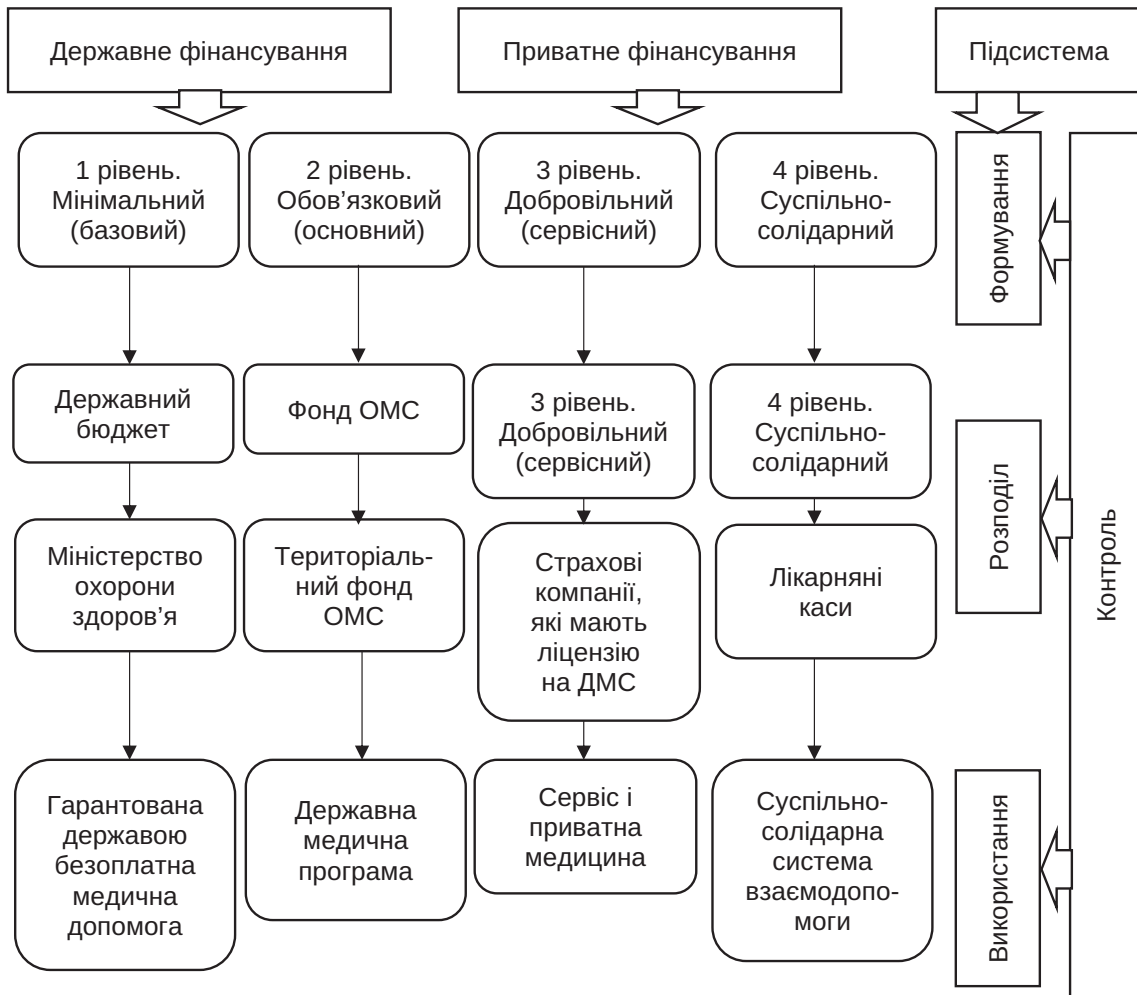 Державне фінансування
Приватне фінансування
Підсистема
1 рівень.
Мінімальний
(базовий)
2 рівень.
Обов’язковий
(основний)
3 рівень.
Добровільний
(сервісний)
4 рівень.
Суспільно-
солідарний
Формування
Державний
бюджет
Фонд ОМС
3 рівень.
Добровільний
(сервісний)
4 рівень.
Суспільно-
солідарний
Розподіл
Контроль
Міністерство
охорони
здоров’я
Територіаль-
ний фонд
ОМС
Страхові
компанії,
які мають
ліцензію
на ДМС
Лікарняні
каси
Гарантована
державою
безоплатна
медична
допомога
Державна
медична
програма
Сервіс і
приватна
медицина
Суспільно-
солідарна
система
взаємодопо-
моги
Використання